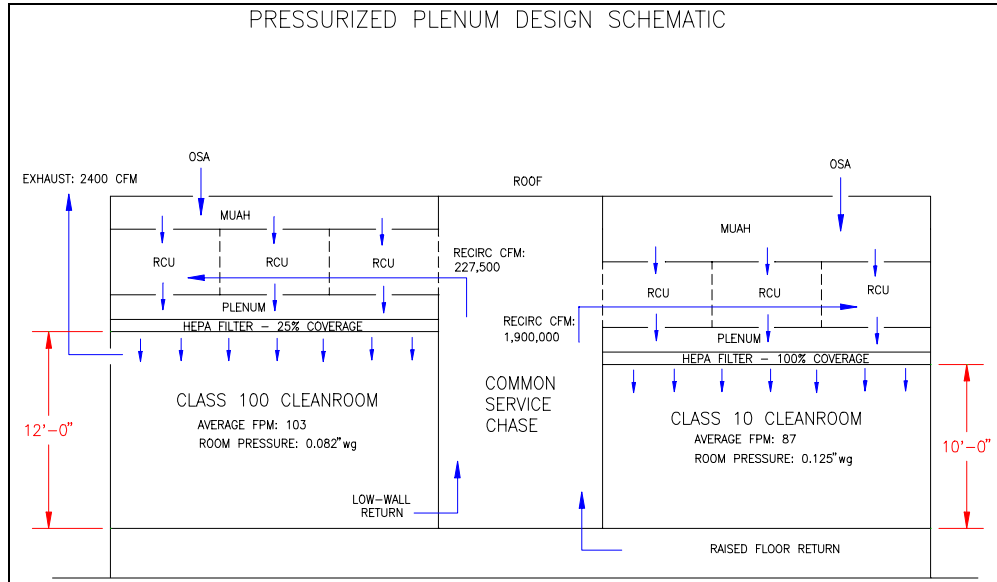 PRESSURIZED PLENUM DESIGN SCHEMATIC
OSA
OSA
EXHAUST: 2400 CFM
ROOF
MUAH
MUAH
RECIRC CFM:
227,500
RCU
RCU
RCU
RCU
RCU
RCU
PLENUM
RECIRC CFM:
1,900,000
HEPA FILTER – 25% COVERAGE
PLENUM
HEPA FILTER – 100% COVERAGE
COMMON
SERVICE
CHASE
CLASS 100 CLEANROOM
AVERAGE FPM: 103
ROOM PRESSURE: 0.082"wg
12'-0"
CLASS 10 CLEANROOM
AVERAGE FPM: 87
ROOM PRESSURE: 0.125"wg
10'-0"
LOW-WALL
RETURN
RAISED FLOOR RETURN